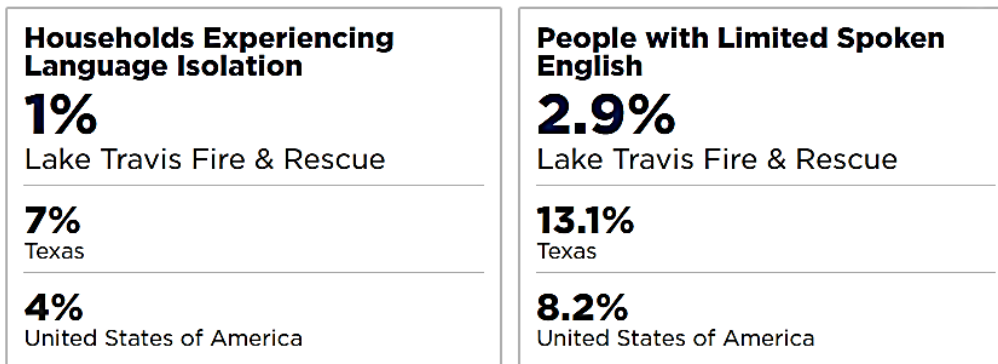 Households Experiencing
Language Isolation
1%
Lake Travis Fire & Rescue
7%
Texas
4%
United States of America
People with Limited Spoken
English
2.9%
Lake Travis Fire & Rescue
13.1%
Texas
8.2%
United States of America